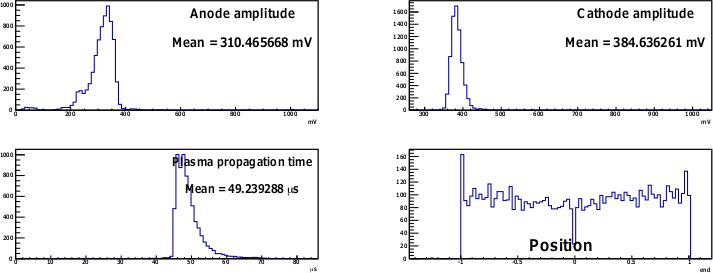 Anode amplitude
Mean = 310.465668 mV
1000
800
600
400
200
0
0 200 400 600 800 1000
mV
Cathode amplitude
Mean = 384.636261 mV
1600
1400
1200
1000
800
600
400
200
0
300 400 500 600 700 800 900 1000
mV
Plasma propagation time
Mean = 49.239288 μs
1000
800
600
400
200
0
0 10 20 30 40 50 60 70 80
μs
Position
160
140
120
100
80
60
40
20
0
-1 -0.5 0 0.5 1
end